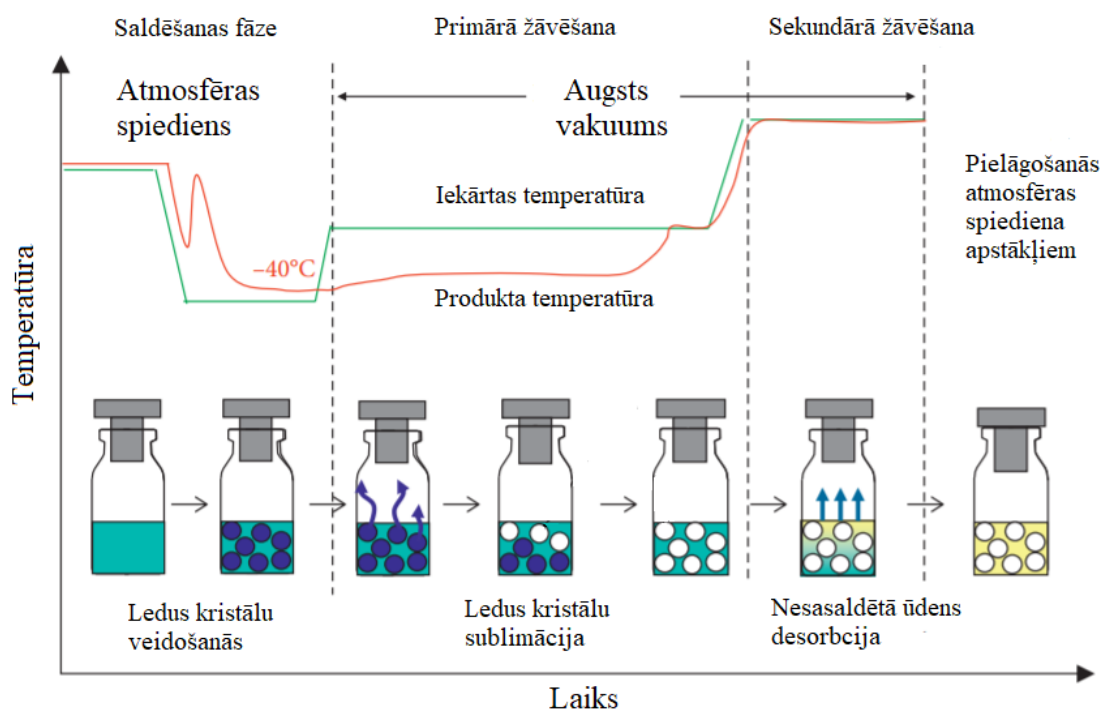 Saldēšanas fāze
Primārā žāvēšana
Sekundārā žāvēšana
Atmosfēras
spiediens
Augsts
vakuums
Iekārtas temperatūra
Pielāgošanās
atmosfēras
spiediena
apstākļiem
−40°C
Produkta temperatūra
Temperatūra
Ledus kristālu
veidošanās
Ledus kristālu
sublimācija
Nesasaldētā ūdens
desorbcija
Laiks